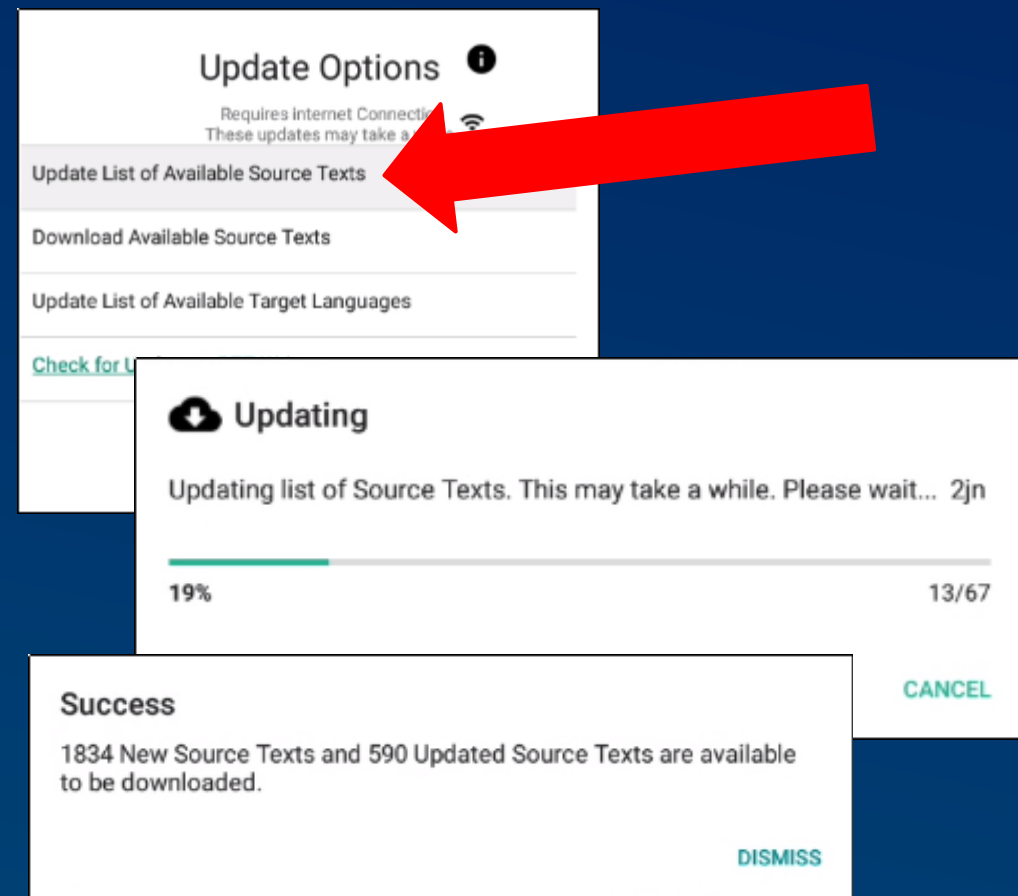 Update Options
Requires Internet
These updates may take a
Update List of Available Source Texts
Download Available Source Texts
Update List of Available Target Languages
Check for
Updating
Updating list of Source Texts. This may take a while. Please wait... 2jn
19% 13/67
CANCEL
Success
1834 New Source Texts and 590 Updated Source Texts are available
to be downloaded.
DISMISS